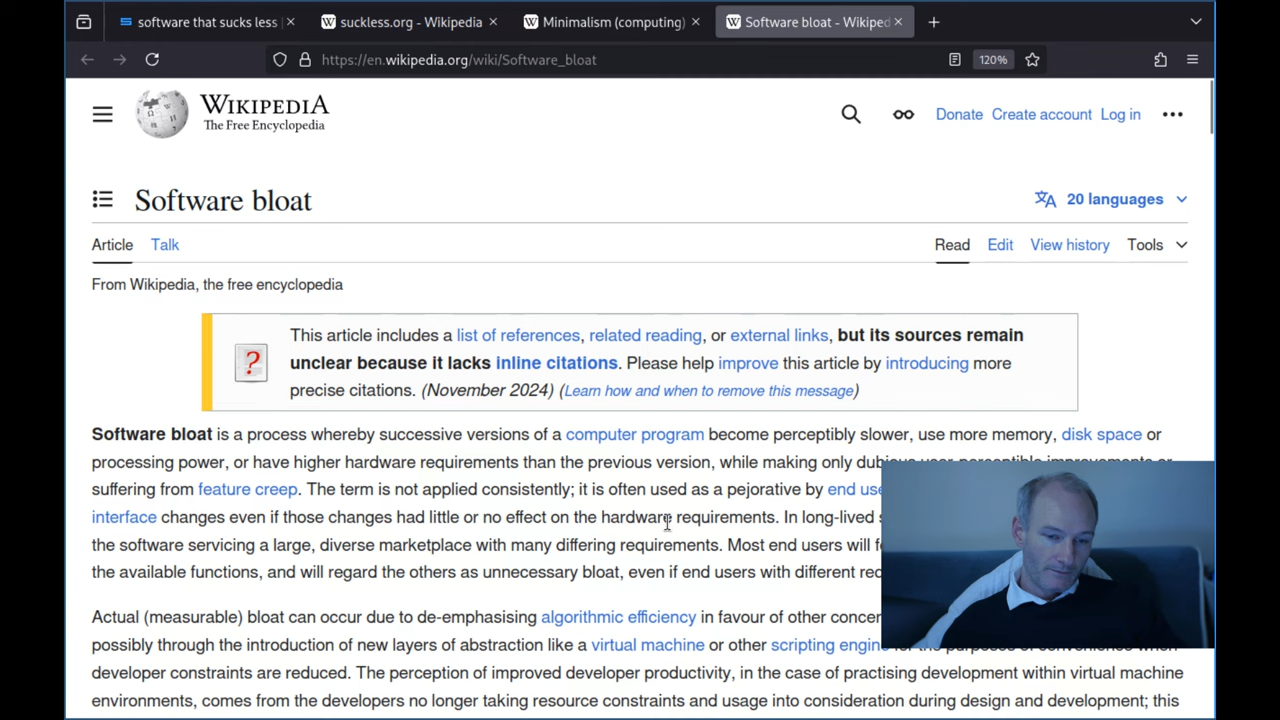 software that sucks less
suckless.org - Wikipedia
Minimalism (computing)
Software bloat - Wikiped
https://en.wikipedia.org/wiki/Software_bloat
120%
WIKIPEDIA
The Free Encyclopedia
Donate Create account Log in
Software bloat
20 languages
Article Talk
Read Edit View history Tools
From Wikipedia, the free encyclopedia
?
This article includes a list of references, related reading, or external links, but its sources remain
unclear because it lacks inline citations. Please help improve this article by introducing more
precise citations. (November 2024) (Learn how and when to remove this message)
Software bloat is a process whereby successive versions of a computer program become perceptibly slower, use more memory, disk space or
processing power, or have higher hardware requirements than the previous version, while making only dubious user-perceptible improvements or
suffering from feature creep. The term is not applied consistently; it is often used as a pejorative by end use
interface changes even if those changes had little or no effect on the hardware requirements. In long-lived s
the software servicing a large, diverse marketplace with many differing requirements. Most end users will f
the available functions, and will regard the others as unnecessary bloat, even if end users with different rec
Actual (measurable) bloat can occur due to de-emphasising algorithmic efficiency in favour of other concer
possibly through the introduction of new layers of abstraction like a virtual machine or other scripting engine for the purposes of convenience when
developer constraints are reduced. The perception of improved developer productivity, in the case of practising development within virtual machine
environments, comes from the developers no longer taking resource constraints and usage into consideration during design and development; this